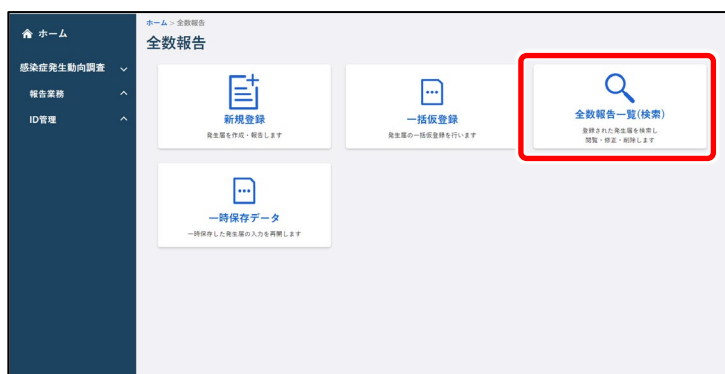 ホーム
感染症発生動向調査
報告業務
ID管理
ホーム > 全数報告
全数報告
新規登録
発生届を作成・報告します
一括仮登録
発生届の一括仮登録を行います
全数報告一覧(検索)
登録された発生届を検索し
閲覧・修正・削除します
一時保存データ
一時保存した発生届の入力を再開します